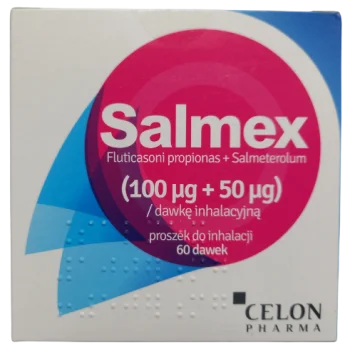 Salmex
Fluticasoni propionas + Salmeterolum
(100 µg + 50 µg)
/ dawkę inhalacyjną
proszek do inhalacji
60 dawek
CELON
PHARMA